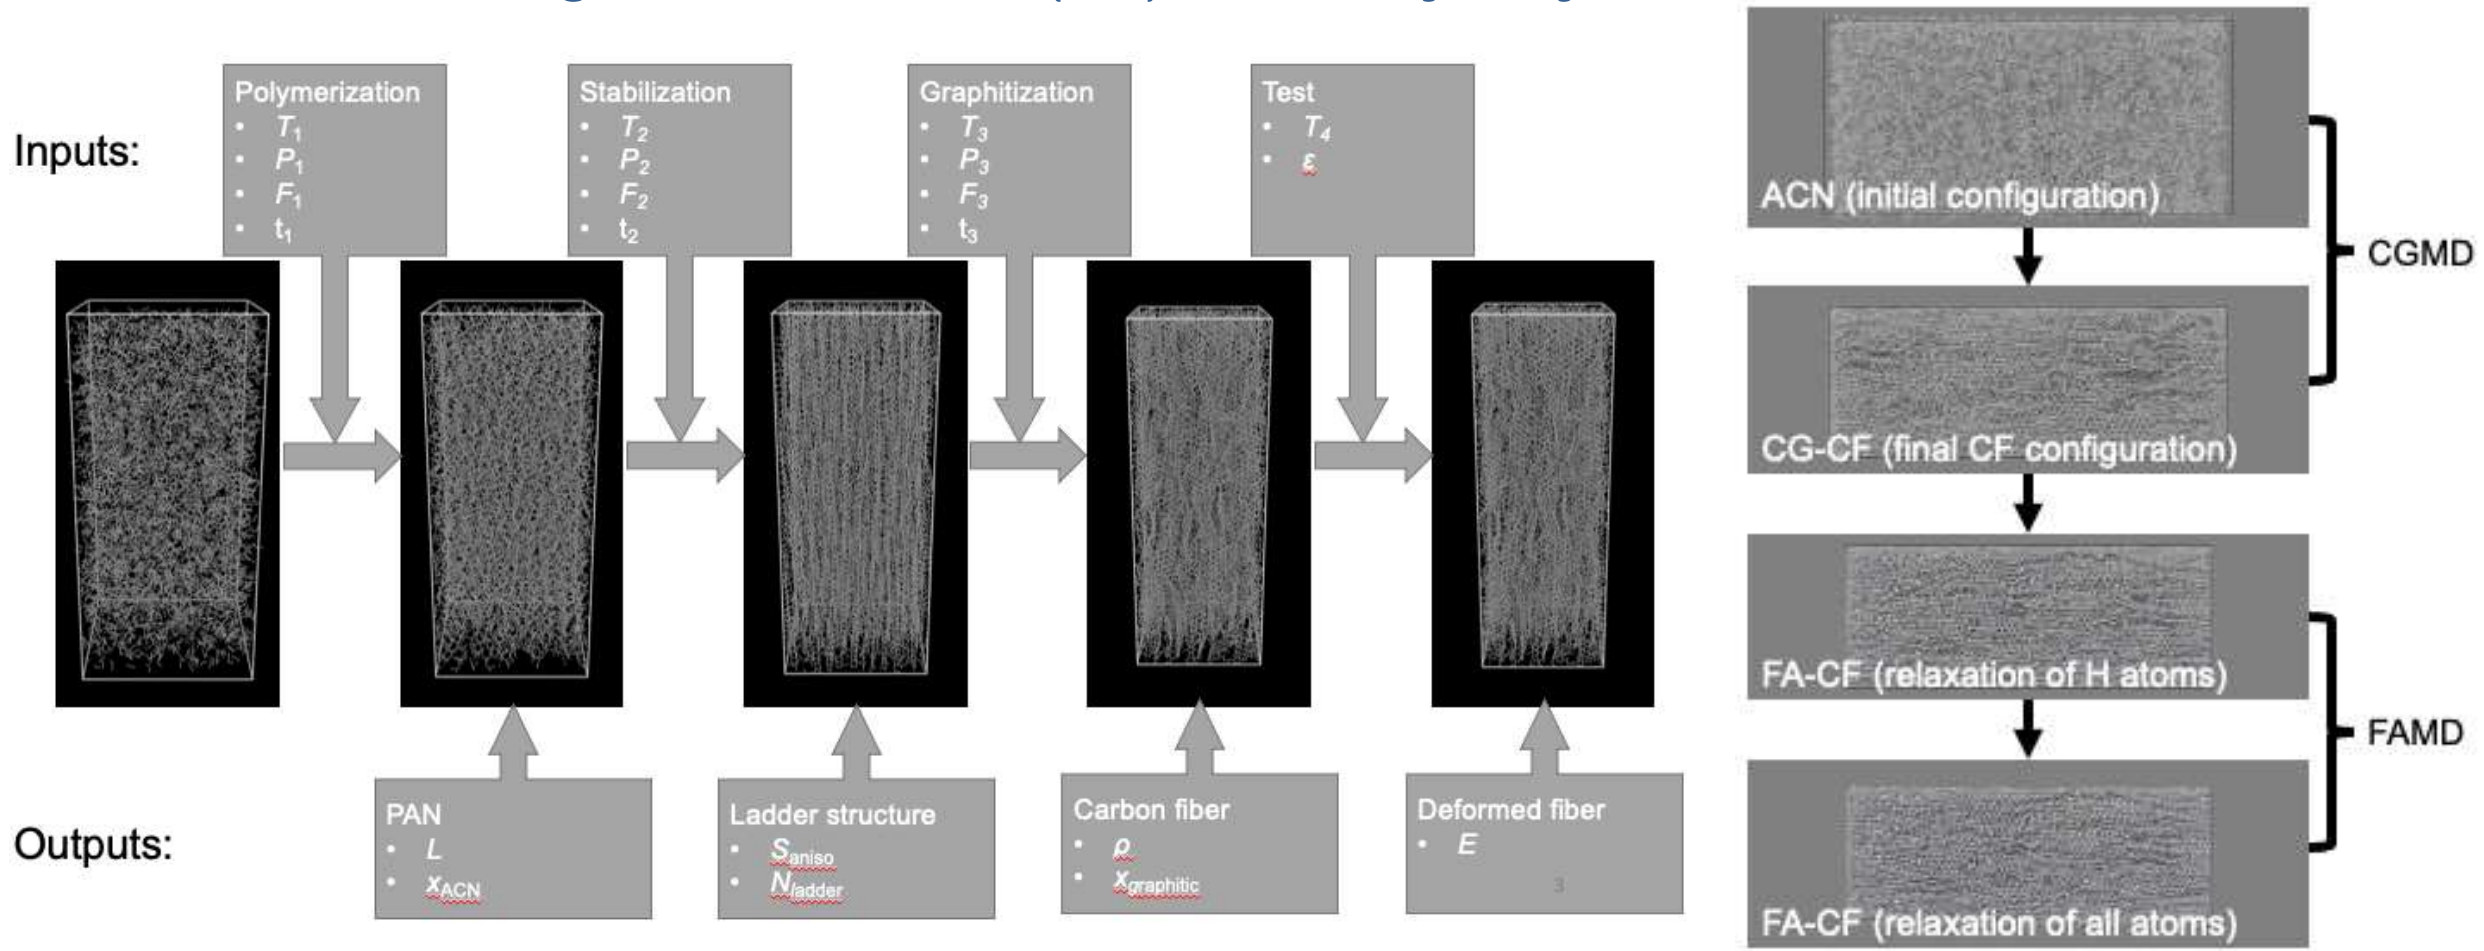 Inputs:
Polymerization
• T1
• P1
• F1
• t1
Stabilization
• T2
• P2
• F2
• t2
Graphitization
• T3
• P3
• F3
• t3
Test
• T4
• ε
Outputs:
PAN
• L
• xACN
Ladder structure
• Saniso
• Nladder
Carbon fiber
• ρ
• xgraphitic
Deformed fiber
• E
3
ACN (initial configuration)
CG-CF (final CF configuration)
CGMD
FA-CF (relaxation of H atoms)
FA-CF (relaxation of all atoms)
FAMD